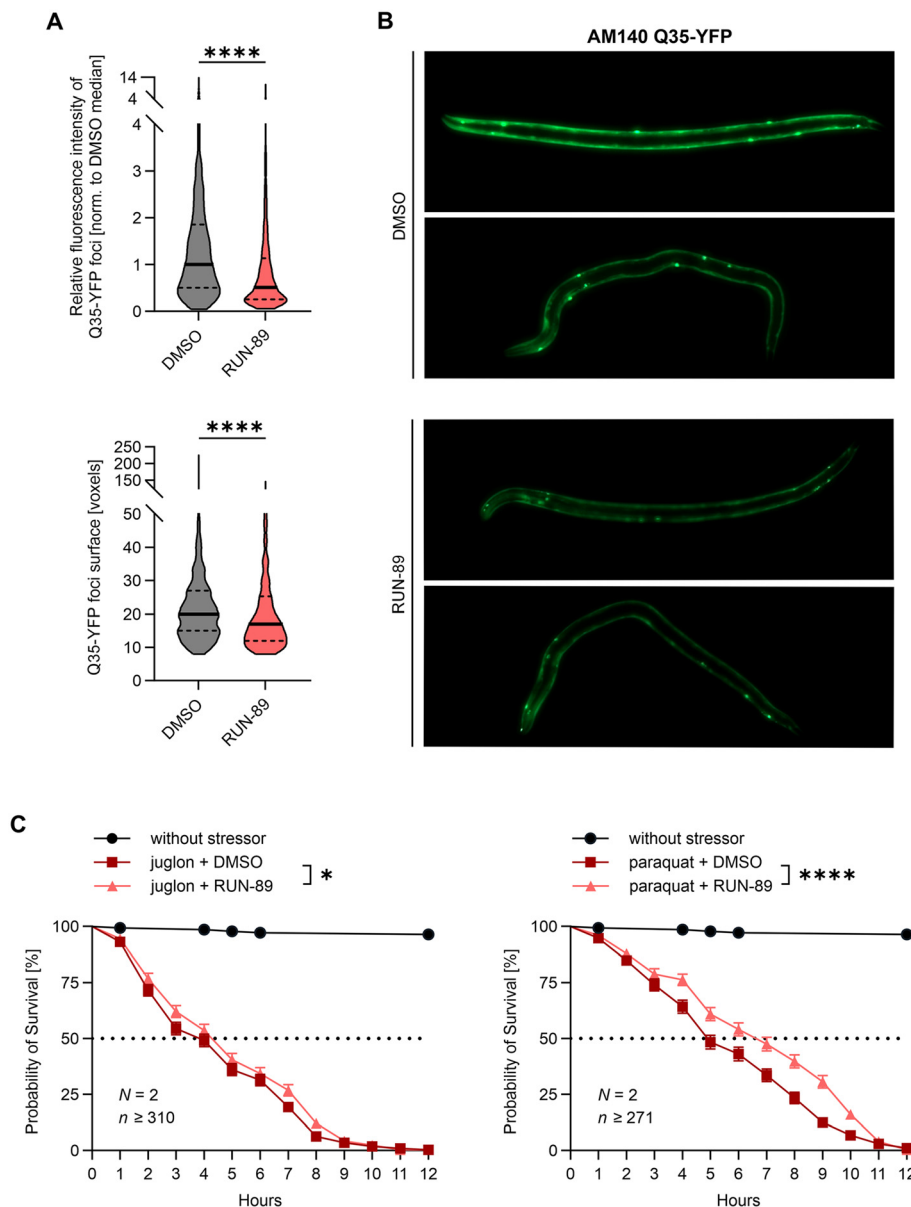 A
****
Relative fluorescence intensity of
Q35-YFP foci [norm. to DMSO median]
14
4
4
3
2
1
0
DMSO
RUN-89
****
Q35-YFP foci surface [voxels]
250
200
150
50
40
30
20
10
0
DMSO
RUN-89
B
AM140 Q35-YFP
DMSO
RUN-89
C
without stressor
juglon + DMSO
juglon + RUN-89
*
Probability of Survival [%]
100
75
50
25
0
N = 2
n ≥ 310
0 1 2 3 4 5 6 7 8 9 10 11 12
Hours
without stressor
paraquat + DMSO
paraquat + RUN-89
****
Probability of Survival [%]
100
75
50
25
0
N = 2
n ≥ 271
0 1 2 3 4 5 6 7 8 9 10 11 12
Hours